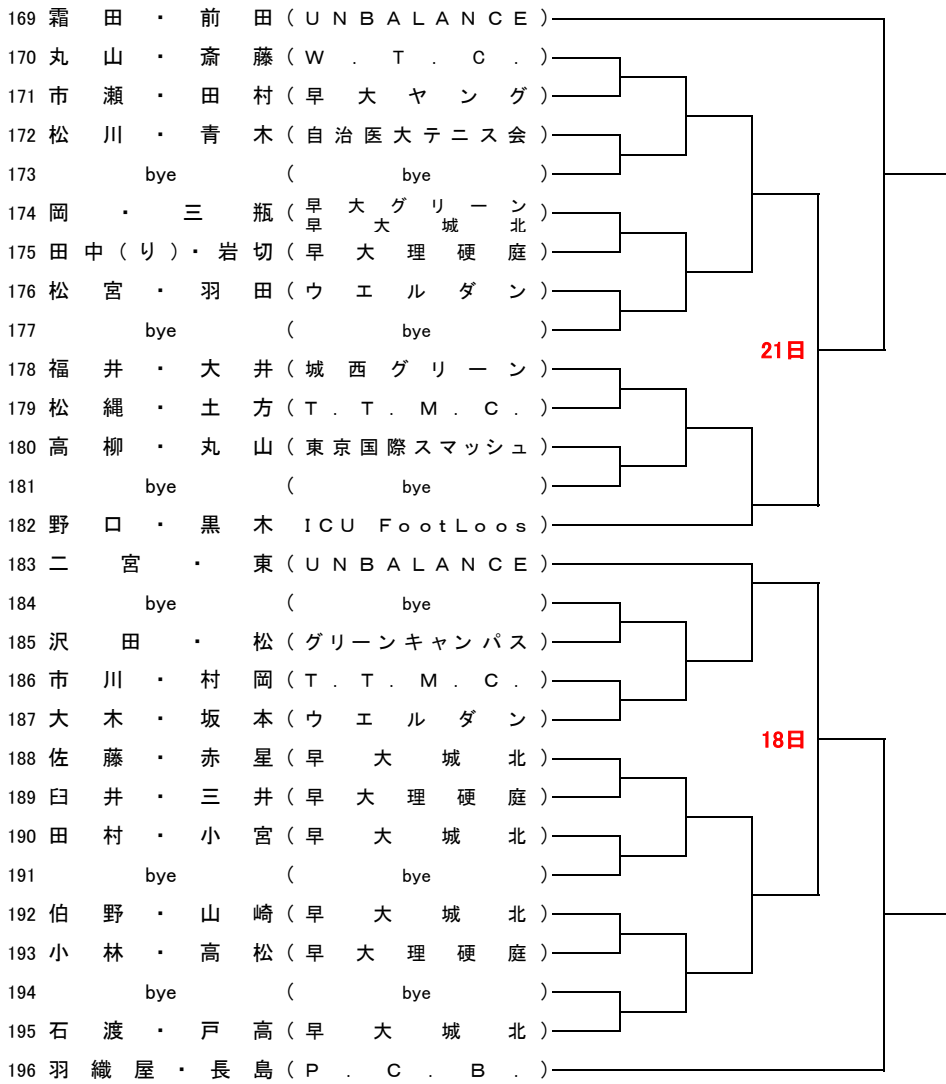 169 霜田・前田 (UNBALANCE)
170 丸山・斎藤 (W.T.C.)
171 市瀬・田村 (早大ヤング)
172 松川・青木 (自治医大テニス会)
173 bye (bye)
174 岡・三瓶 (早大グリーン
早大城北)
175 田中(り)・岩切 (早大理硬庭)
176 松宮・羽田 (ウエルダン)
177 bye (bye)
21日
178 福井・大井 (城西グリーン)
179 松縄・土方 (T.T.M.C.)
180 高柳・丸山 (東京国際スマッシュ)
181 bye (bye)
182 野口・黒木 ICU FootLoos)
183 二宮・東 (UNBALANCE)
184 bye (bye)
185 沢田・松 (グリーンキャンパス)
186 市川・村岡 (T.T.M.C.)
187 大木・坂本 (ウエルダン)
18日
188 佐藤・赤星 (早大城北)
189 臼井・三井 (早大理硬庭)
190 田村・小宮 (早大城北)
191 bye (bye)
192 伯野・山崎 (早大城北)
193 小林・高松 (早大理硬庭)
194 bye (bye)
195 石渡・戸高 (早大城北)
196 羽織屋・長島 (P.C.B.)